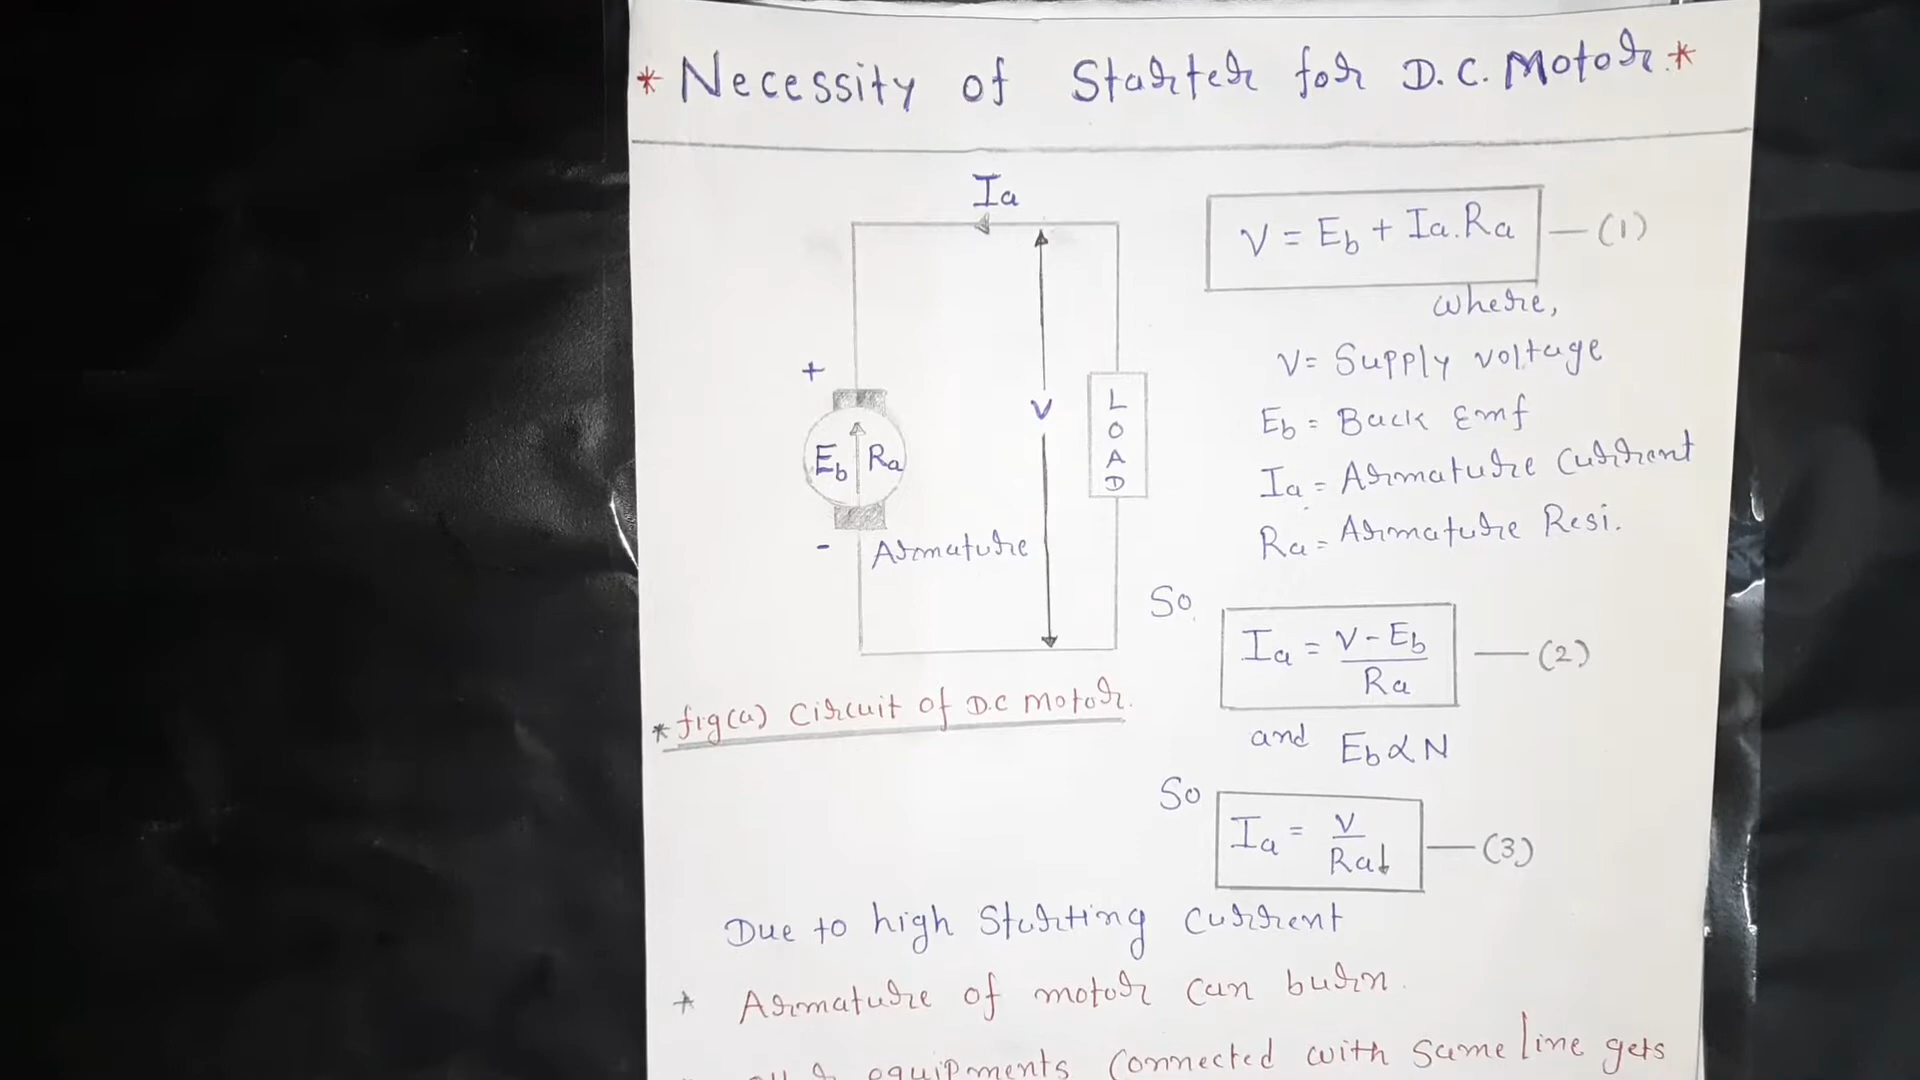 * Necessity of Starter for D.C. Motor.*
Ia
V = Eb + Ia.Ra — (1)
where,
V = Supply voltage
Eb = Back Emf
Ia = Armature Current
Ra = Armature Resi.
+
Eb Ra
V
LOAD
-
Armature
* fig(a) Circuit of D.C motor.
So
Ia = V - Eb / Ra — (2)
and Eb ∝ N
So
Ia = V / Ra↓ — (3)
Due to high Starting Current
* Armature of motor can burn.
equipments Connected with same line gets